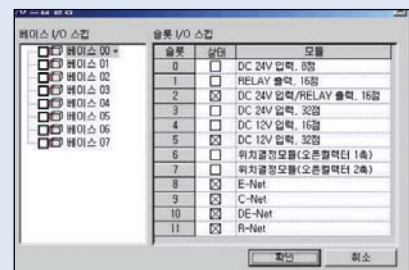 베이스 I/O 스킵
베이스 00
베이스 01
베이스 02
베이스 03
베이스 04
베이스 05
베이스 06
베이스 07
슬롯 I/O 스킵
슬롯 상태 모듈
0 DC 24V 입력, 8점
1 RELAY 출력, 16점
2 DC 24V 입력/RELAY 출력, 16점
3 DC 24V 입력, 32점
4 DC 12V 입력, 16점
5 DC 12V 입력, 32점
6 위치결정모듈(오픈컬렉터 1축)
7 위치결정모듈(오픈컬렉터 2축)
8 E-Net
9 C-Net
10 DE-Net
11 R-Net
확인 취소